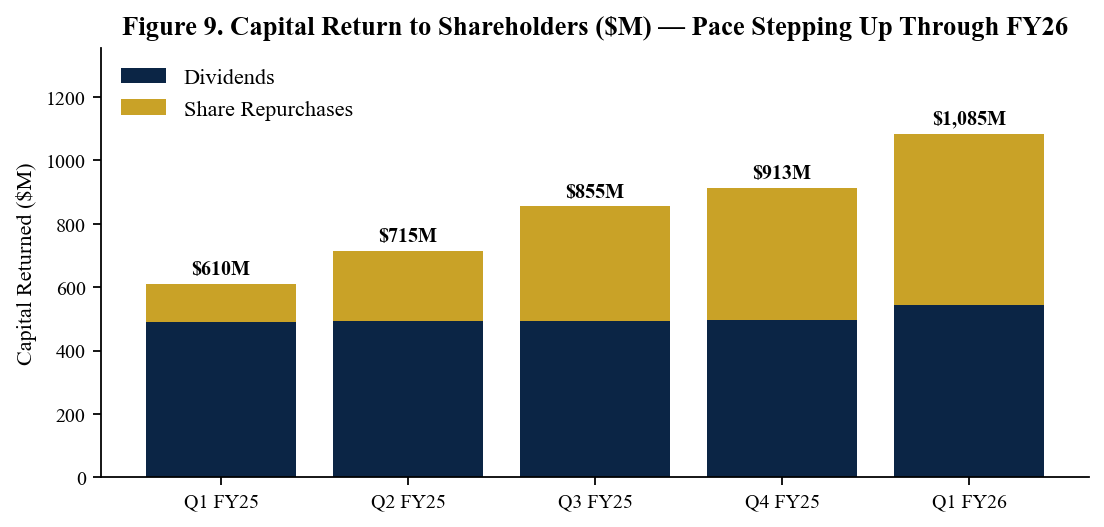 Figure 9. Capital Return to Shareholders ($M) — Pace Stepping Up Through FY26
Dividends
Share Repurchases
Capital Returned ($M)
1200
1000
800
600
400
200
0
$610M
$715M
$855M
$913M
$1,085M
Q1 FY25
Q2 FY25
Q3 FY25
Q4 FY25
Q1 FY26